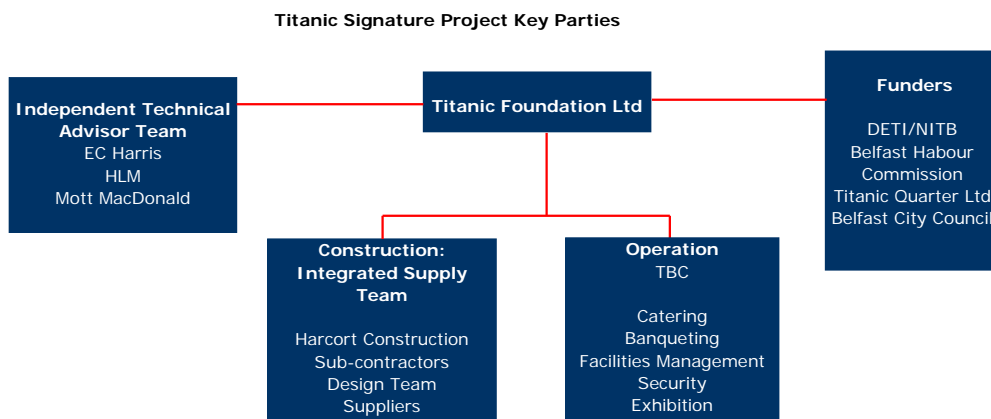 Titanic Signature Project Key Parties
Independent Technical
Advisor Team
EC Harris
HLM
Mott MacDonald
Titanic Foundation Ltd
Funders
DETI/NITB
Belfast Habour
Commission
Titanic Quarter Ltd
Belfast City Council
Construction:
Integrated Supply
Team
Harcort Construction
Sub-contractors
Design Team
Suppliers
Operation
TBC
Catering
Banqueting
Facilities Management
Security
Exhibition